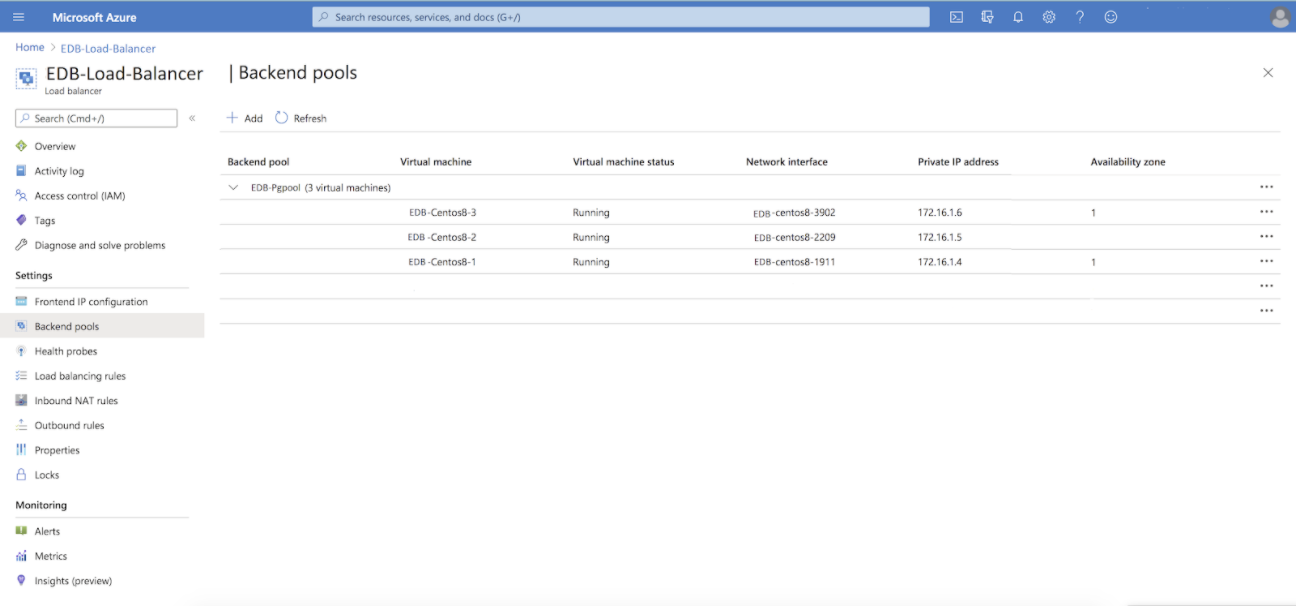 Microsoft Azure
Search resources, services, and docs (G+/)
Home > EDB-Load-Balancer
EDB-Load-Balancer | Backend pools
Load balancer
Search (Cmd+/)
«
Add Refresh
Overview
Activity log
Access control (IAM)
Tags
Diagnose and solve problems
Settings
Frontend IP configuration
Backend pools
Health probes
Load balancing rules
Inbound NAT rules
Outbound rules
Properties
Locks
Monitoring
Alerts
Metrics
Insights (preview)
Backend pool Virtual machine Virtual machine status Network interface Private IP address Availability zone
EDB-Pgpool (3 virtual machines)
EDB-Centos8-3 Running EDB-centos8-3902 172.16.1.6 1
EDB-Centos8-2 Running EDB-centos8-2209 172.16.1.5
EDB-Centos8-1 Running EDB-centos8-1911 172.16.1.4 1